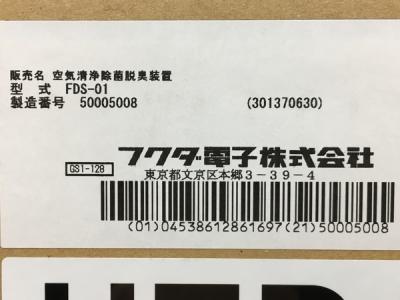 販売名 空気清浄除菌脱臭装置
型 式 FDS-01
製造番号 50005008 (301370630)
フクダ電子株式会社
東京都文京区本郷3-39-4
GS1-128
(01)04538612861697(21)50005008